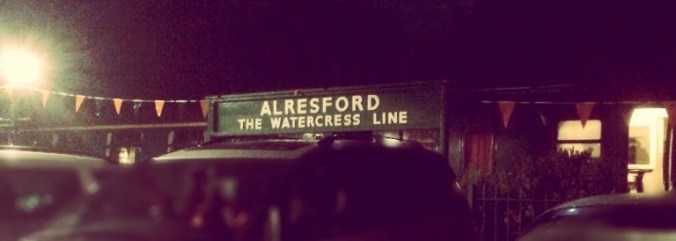 ALRESFORD
THE WATERCRESS LINE